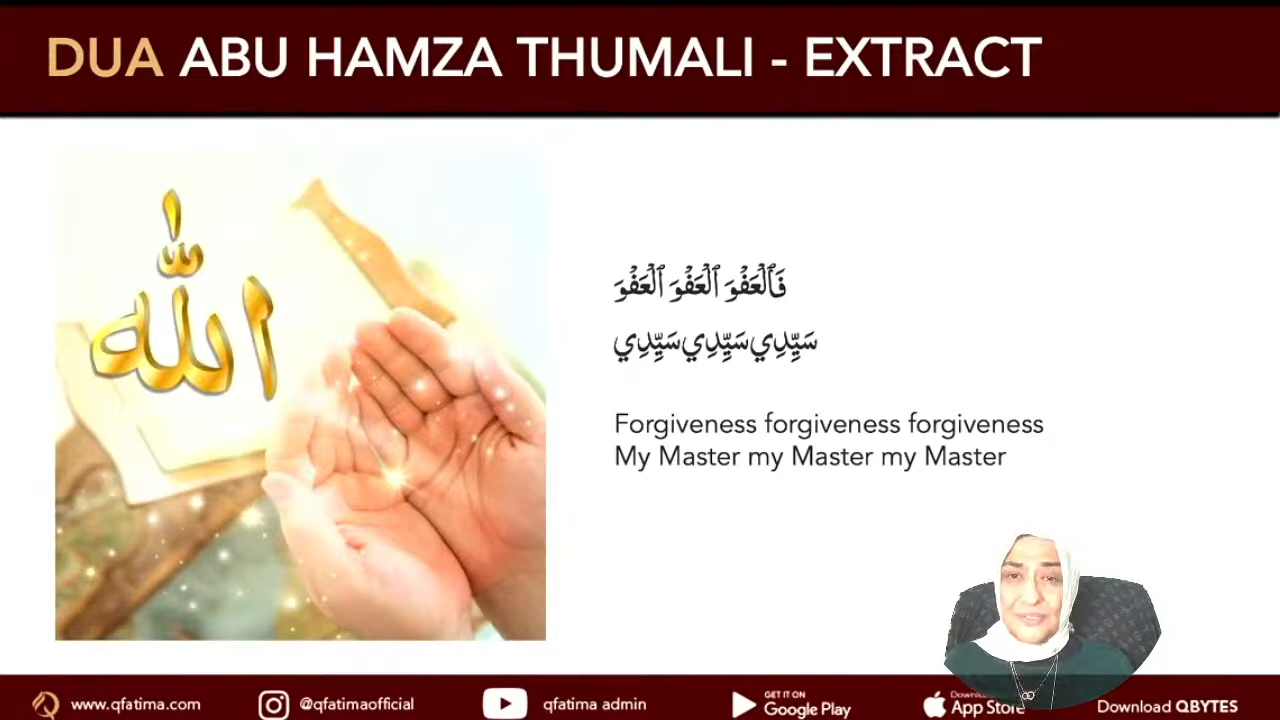 DUA ABU HAMZA THUMALI - EXTRACT
الله
فَٱلْعَفْوَ ٱلْعَفْوَ ٱلْعَفْوَ
سَيِّدِي سَيِّدِي سَيِّدِي
Forgiveness forgiveness forgiveness
My Master my Master my Master
www.qfatima.com
@qfatimaofficial
qfatima admin
GET IT ON
Google Play
App Store
Download QBYTES